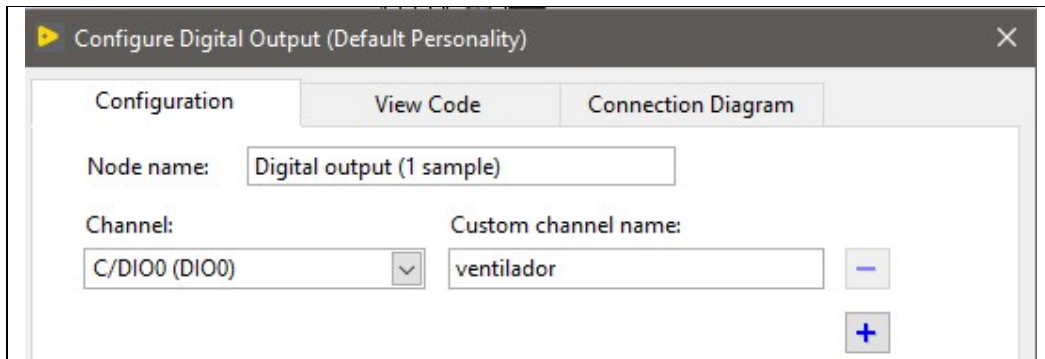 Configure Digital Output (Default Personality)
Configuration View Code Connection Diagram
Node name: Digital output (1 sample)
Channel: Custom channel name:
C/DIO0 (DIO0) ventilador